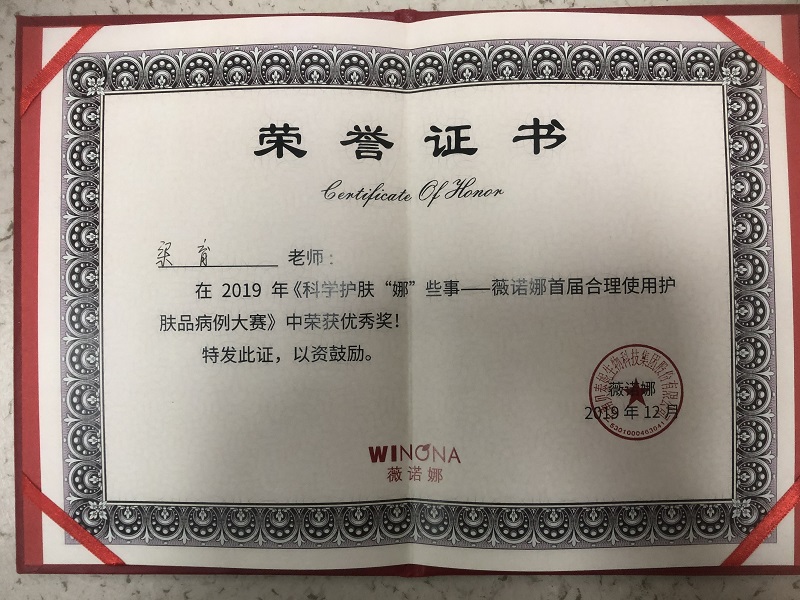 荣誉证书
Certificate Of Honor
梁育 老师:
在 2019 年《科学护肤“娜”些事——薇诺娜首届合理使用护
肤品病例大赛》中荣获优秀奖!
特发此证,以资鼓励。
薇诺娜
2019 年 12 月
5301000463041
WINONA
薇诺娜